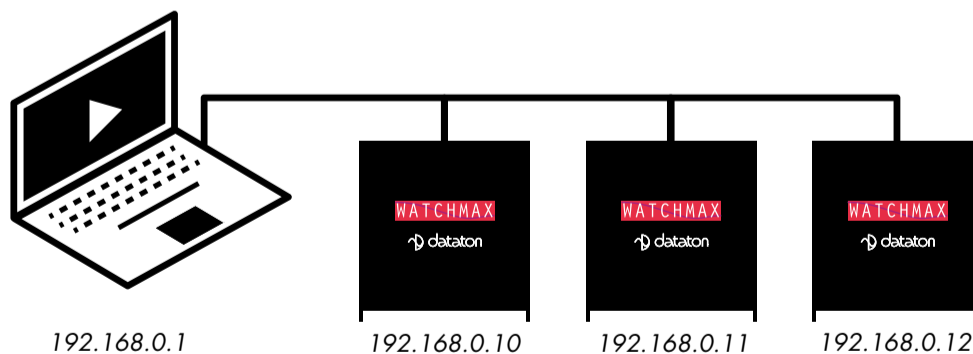 WATCHMAX
dataton
WATCHMAX
dataton
WATCHMAX
dataton
192.168.0.1
192.168.0.10
192.168.0.11
192.168.0.12